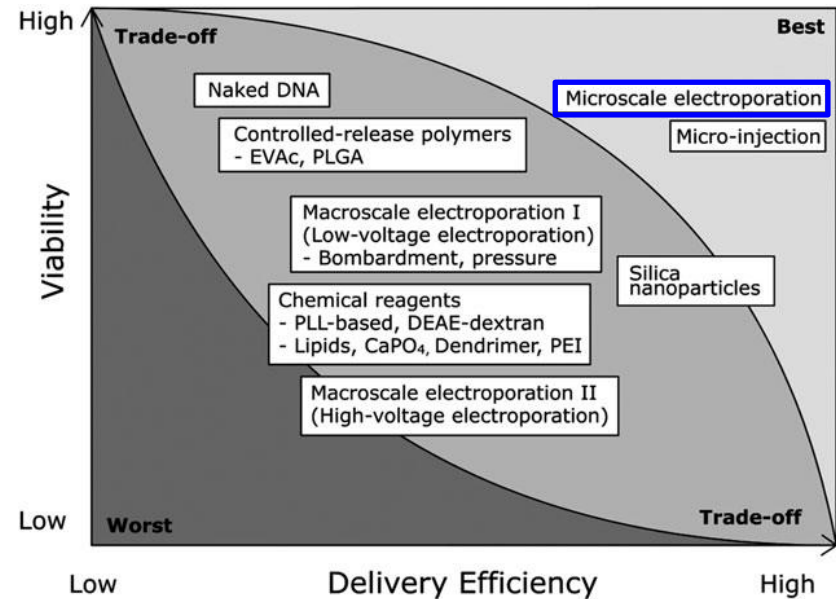 High
Trade-off
Best
Naked DNA
Microscale electroporation
Controlled-release polymers
- EVAc, PLGA
Micro-injection
Macroscale electroporation I
(Low-voltage electroporation)
- Bombardment, pressure
Silica
nanoparticles
Chemical reagents
- PLL-based, DEAE-dextran
- Lipids, CaPO₄, Dendrimer, PEI
Macroscale electroporation II
(High-voltage electroporation)
Viability
Low
Worst
Trade-off
Low
Delivery Efficiency
High